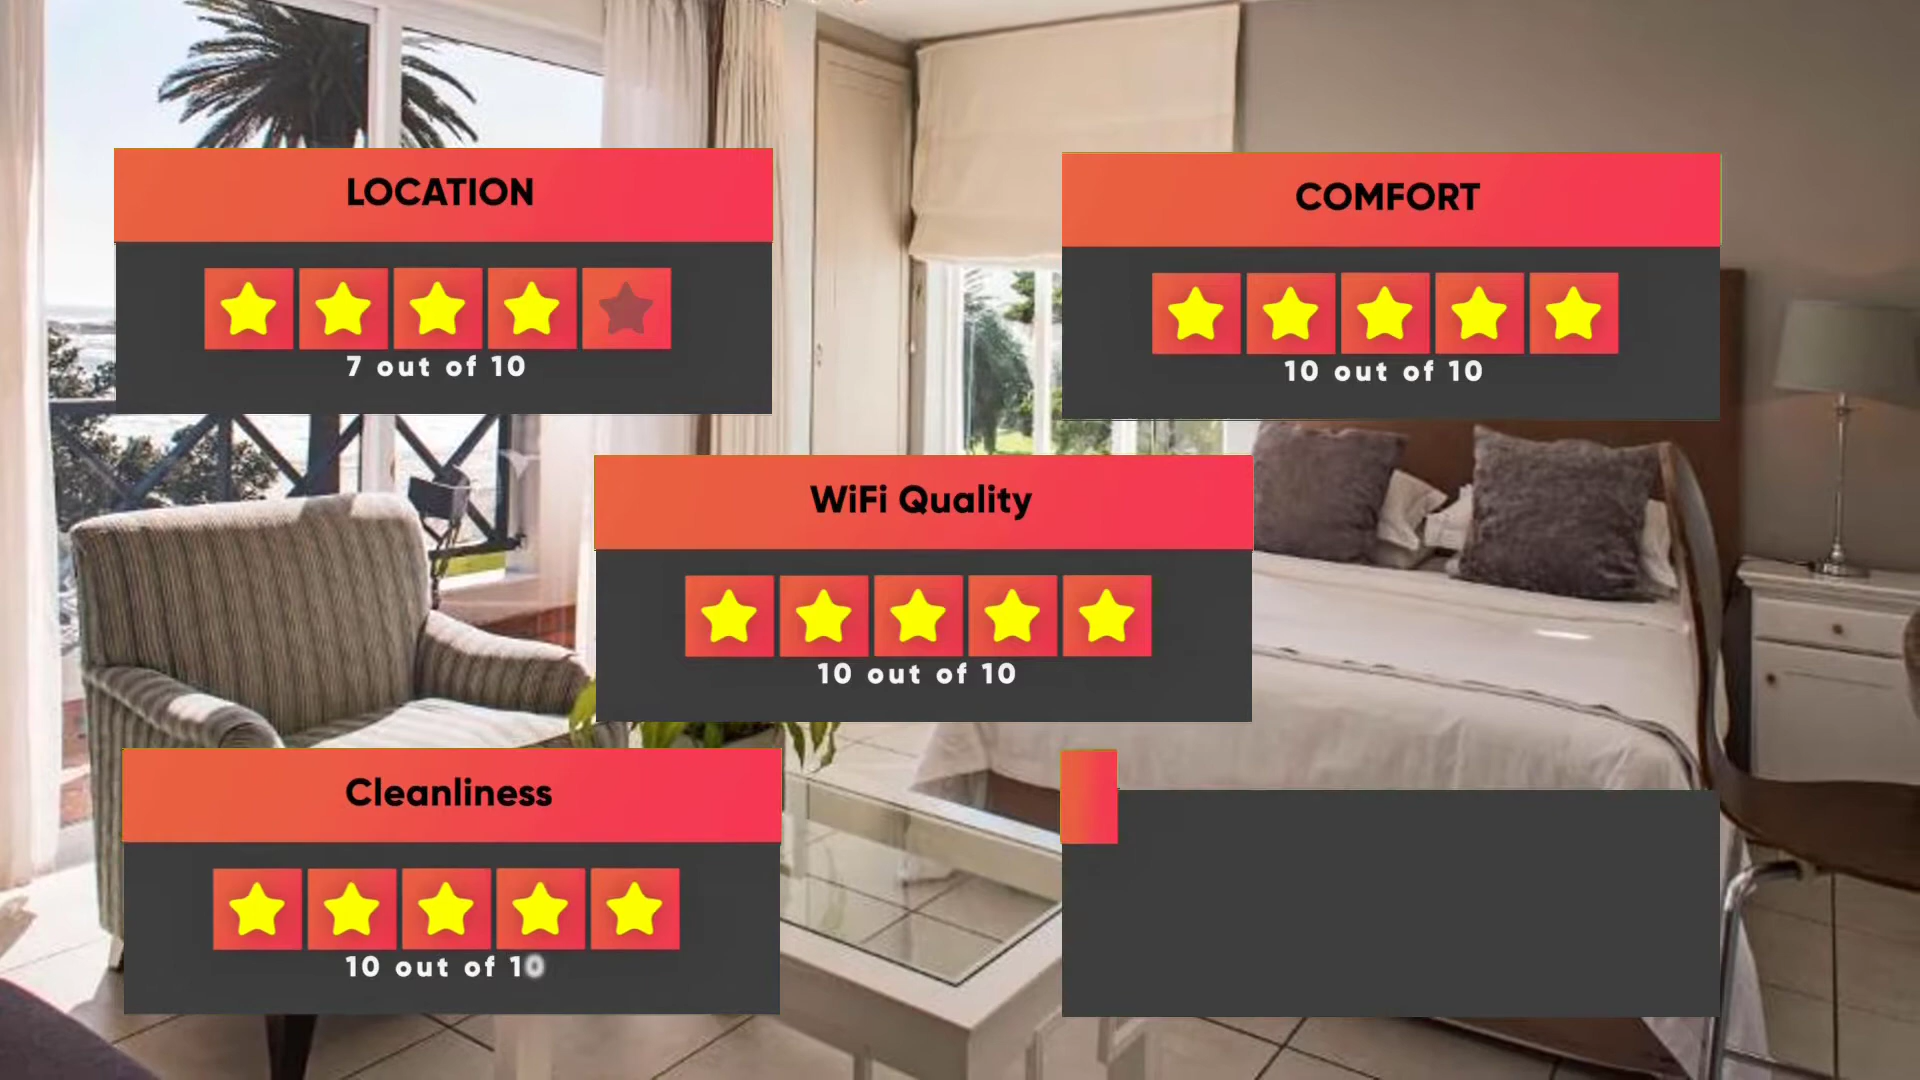 LOCATION
7 out of 10
COMFORT
10 out of 10
WiFi Quality
10 out of 10
Cleanliness
10 out of 10